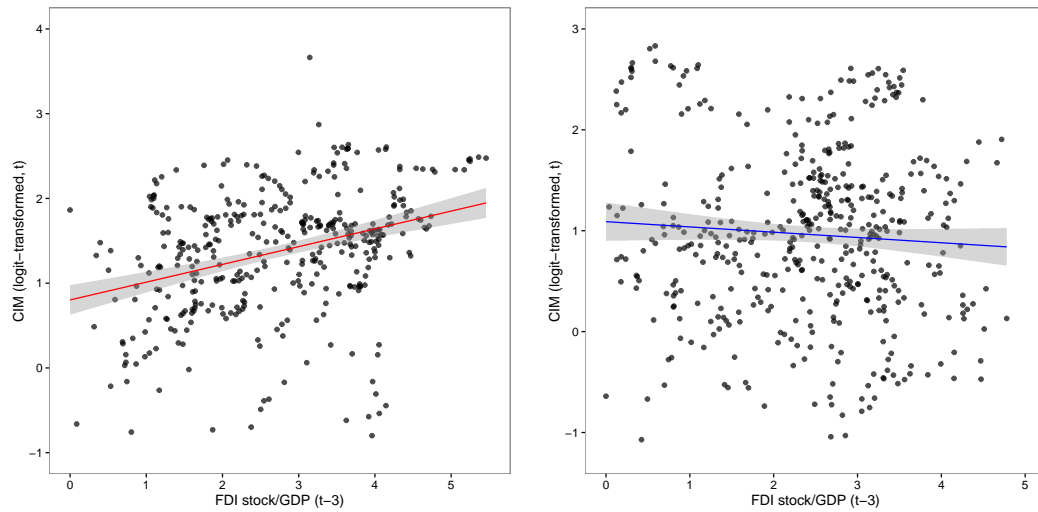 4
3
2
1
0
−1
CIM (logit−transformed, t)
0 1 2 3 4 5
FDI stock/GDP (t−3)
3
2
1
0
−1
CIM (logit−transformed, t)
0 1 2 3 4 5
FDI stock/GDP (t−3)